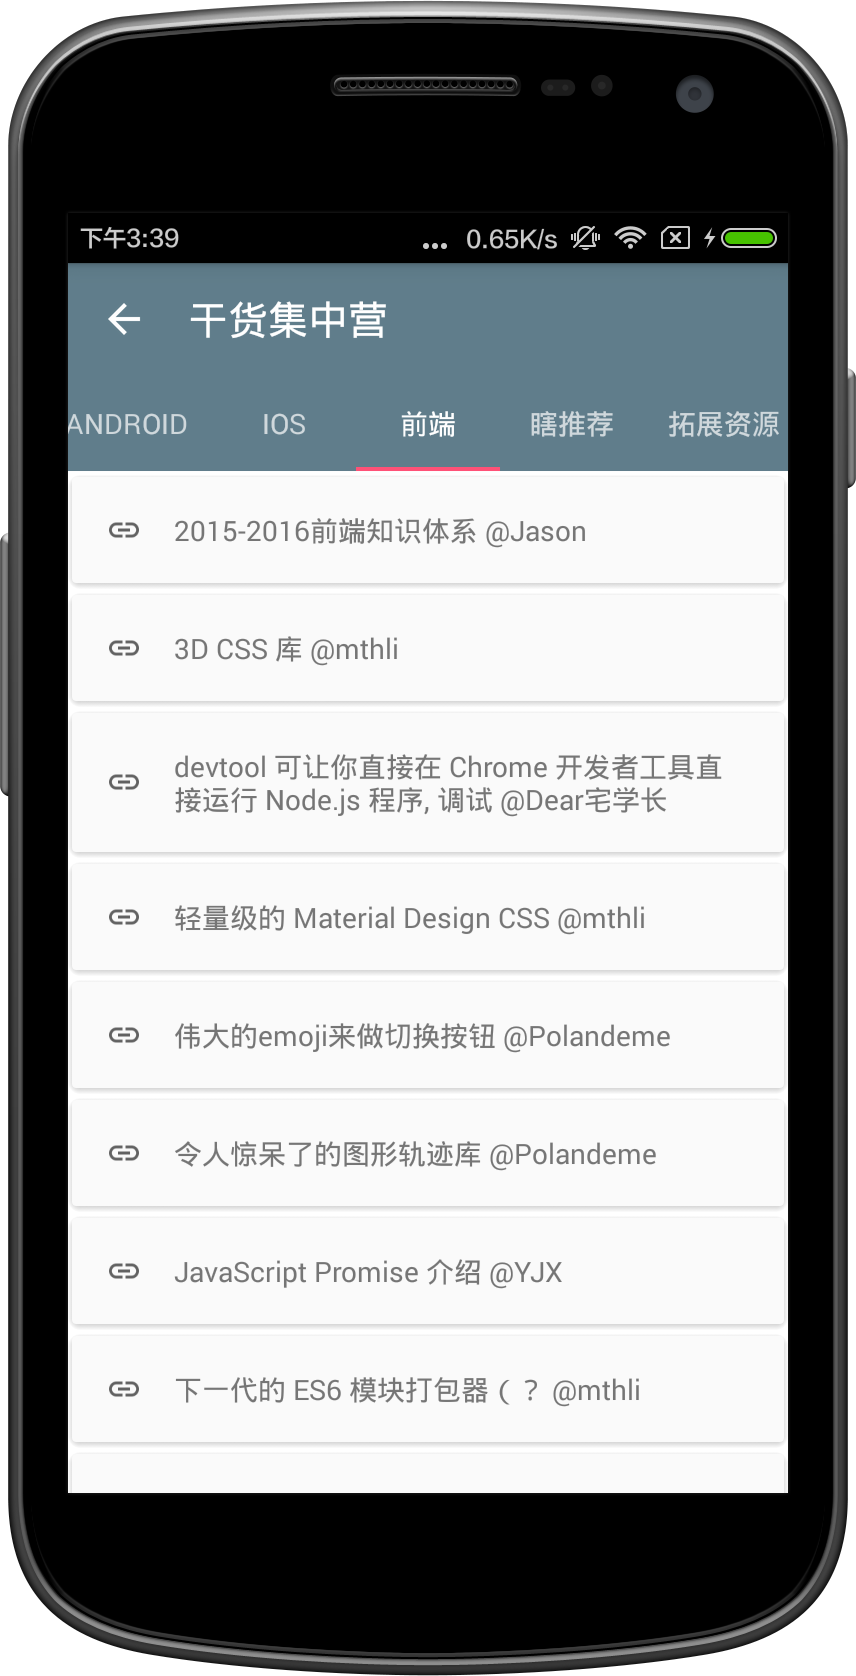 下午3:39
... 0.65K/s
干货集中营
ANDROID
IOS
前端
瞎推荐
拓展资源
2015-2016前端知识体系 @Jason
3D CSS 库 @mthli
devtool 可让你直接在 Chrome 开发者工具直
接运行 Node.js 程序, 调试 @Dear宅学长
轻量级的 Material Design CSS @mthli
伟大的emoji来做切换按钮 @Polandeme
令人惊呆了的图形轨迹库 @Polandeme
JavaScript Promise 介绍 @YJX
下一代的 ES6 模块打包器（ ？ @mthli